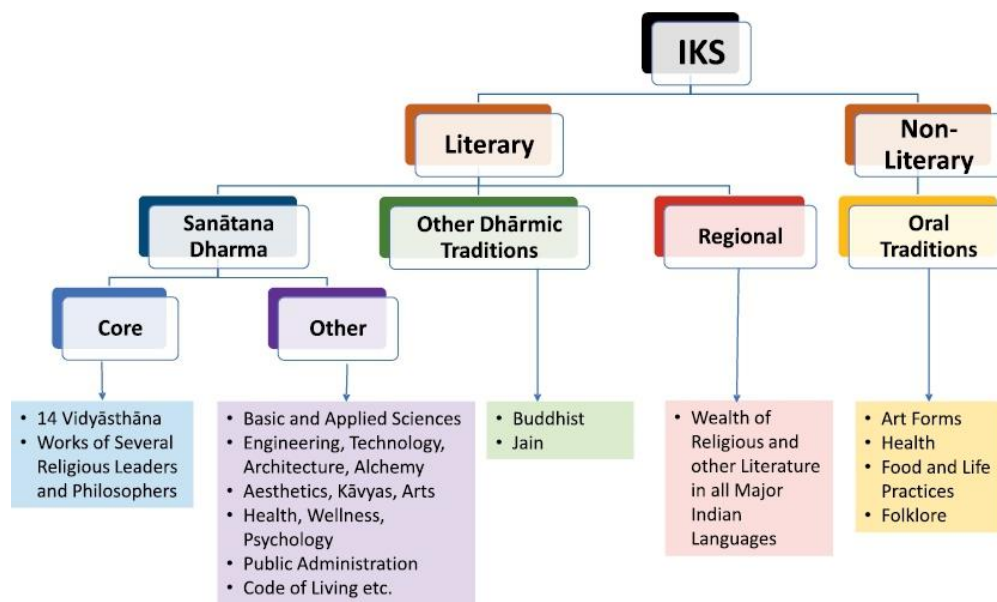 IKS
Literary
Non-
Literary
Sanātana
Dharma
Other Dhārmic
Traditions
Regional
Oral
Traditions
Core
Other
• 14 Vidyāsthāna
• Works of Several
Religious Leaders
and Philosophers
• Basic and Applied Sciences
• Engineering, Technology,
Architecture, Alchemy
• Aesthetics, Kāvyas, Arts
• Health, Wellness,
Psychology
• Public Administration
• Code of Living etc.
• Buddhist
• Jain
• Wealth of
Religious and
other Literature
in all Major
Indian
Languages
• Art Forms
• Health
• Food and Life
Practices
• Folklore